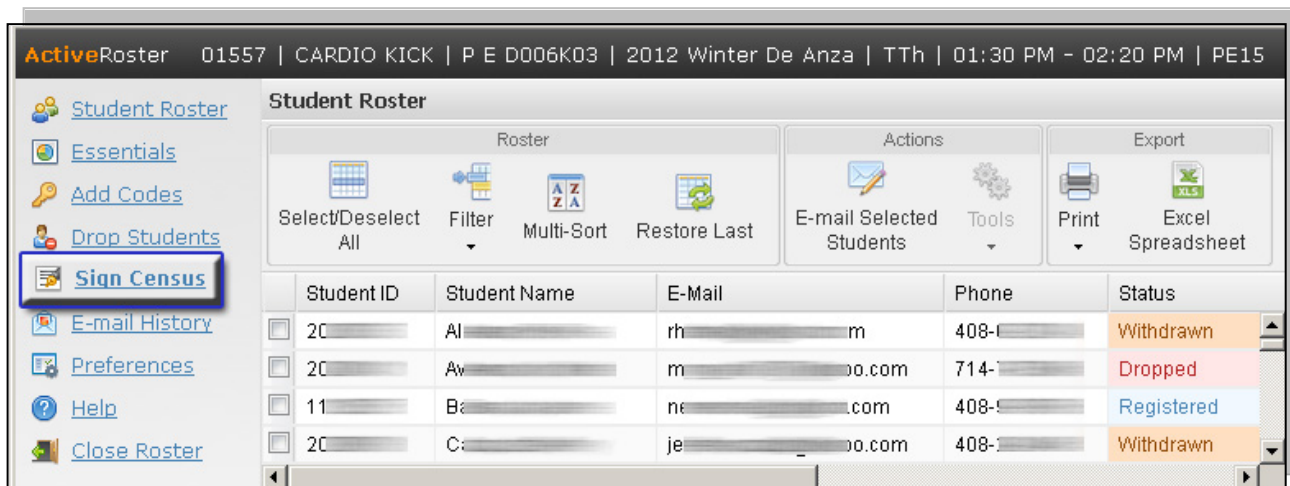 ActiveRoster 01557 | CARDIO KICK | P E D006K03 | 2012 Winter De Anza | TTh | 01:30 PM - 02:20 PM | PE15
Student Roster
Essentials
Add Codes
Drop Students
Sign Census
E-mail History
Preferences
Help
Close Roster
Student Roster
Roster
Actions
Export
Select/Deselect
All
Filter
A Z
Z A
Multi-Sort
Restore Last
E-mail Selected
Students
Tools
Print
XLS
Excel
Spreadsheet
Student ID Student Name E-Mail Phone Status
20 Al rh m 408- Withdrawn
20 m oo.com 714- Dropped
11 .com 408- Registered
20 je oo.com 408- Withdrawn